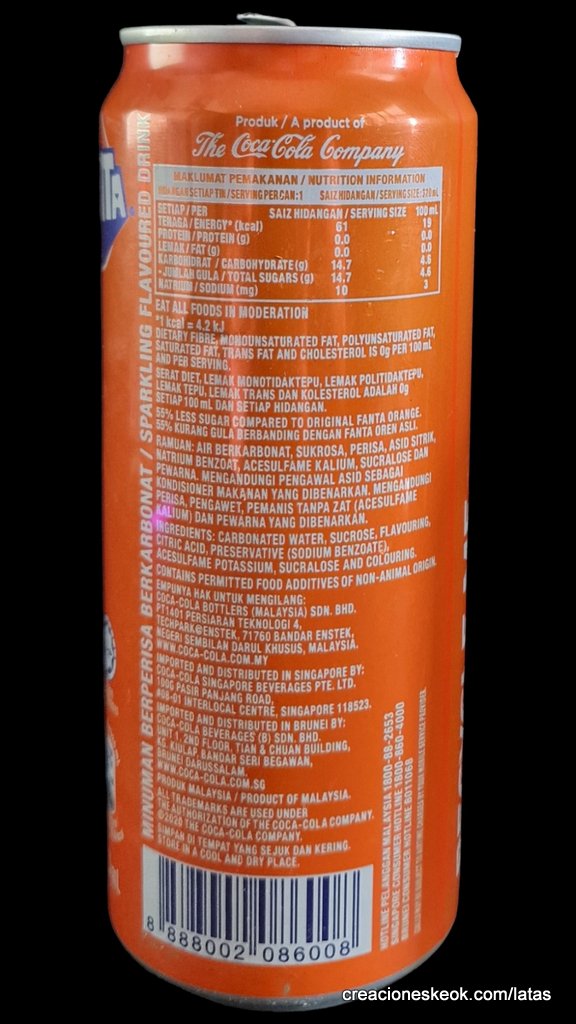 TA
MINUMAN BERPERISA BERKARBONAT / SPARKLING FLAVOURED DRINK
Produk / A product of
The Coca-Cola Company
MAKLUMAT PEMAKANAN / NUTRITION INFORMATION
HIDANGAN SETIAP TIN / SERVING PER CAN: 1 SAIZ HIDANGAN / SERVING SIZE: 320 mL
SETIAP / PER SAIZ HIDANGAN / SERVING SIZE 100 mL
TENAGA / ENERGY* (kcal) 61 19
PROTEIN / PROTEIN (g) 0.0 0.0
LEMAK / FAT (g) 0.0 0.0
KARBOHIDRAT / CARBOHYDRATE (g) 14.7 4.6
- JUMLAH GULA / TOTAL SUGARS (g) 14.7 4.6
NATRIUM / SODIUM (mg) 10 3
EAT ALL FOODS IN MODERATION
*1 kcal = 4.2 kJ
DIETARY FIBRE, MONOUNSATURATED FAT, POLYUNSATURATED FAT,
SATURATED FAT, TRANS FAT AND CHOLESTEROL IS 0g PER 100 mL
AND PER SERVING.
SERAT DIET, LEMAK MONOTIDAKTEPU, LEMAK POLITIDAKTEPU,
LEMAK TEPU, LEMAK TRANS DAN KOLESTEROL ADALAH 0g
SETIAP 100 mL DAN SETIAP HIDANGAN.
55% LESS SUGAR COMPARED TO ORIGINAL FANTA ORANGE.
55% KURANG GULA BERBANDING DENGAN FANTA OREN ASLI.
RAMUAN: AIR BERKARBONAT, SUKROSA, PERISA, ASID SITRIK,
NATRIUM BENZOAT, ACESULFAME KALIUM, SUCRALOSE DAN
PEWARNA. MENGANDUNGI PENGAWAL ASID SEBAGAI
KONDISIONER MAKANAN YANG DIBENARKAN. MENGANDUNGI
PERISA, PENGAWET, PEMANIS TANPA ZAT (ACESULFAME
KALIUM) DAN PEWARNA YANG DIBENARKAN.
INGREDIENTS: CARBONATED WATER, SUCROSE, FLAVOURING,
CITRIC ACID, PRESERVATIVE (SODIUM BENZOATE),
ACESULFAME POTASSIUM, SUCRALOSE AND COLOURING.
CONTAINS PERMITTED FOOD ADDITIVES OF NON-ANIMAL ORIGIN.
EMPUNYA HAK UNTUK MENGILANG:
COCA-COLA BOTTLERS (MALAYSIA) SDN. BHD.
PT1401 PERSIARAN TEKNOLOGI 4,
TECHPARK@ENSTEK, 71760 BANDAR ENSTEK,
NEGERI SEMBILAN DARUL KHUSUS, MALAYSIA.
WWW.COCA-COLA.COM.MY
IMPORTED AND DISTRIBUTED IN SINGAPORE BY:
COCA-COLA SINGAPORE BEVERAGES PTE. LTD.
100G PASIR PANJANG ROAD,
#08-01 INTERLOCAL CENTRE, SINGAPORE 118523.
IMPORTED AND DISTRIBUTED IN BRUNEI BY:
COCA-COLA BEVERAGES (B) SDN. BHD.
UNIT 1, 2ND FLOOR, TIAN & CHUAN BUILDING,
KG. KIULAP, BANDAR SERI BEGAWAN,
BRUNEI DARUSSALAM.
WWW.COCA-COLA.COM.SG
PRODUK MALAYSIA / PRODUCT OF MALAYSIA.
ALL TRADEMARKS ARE USED UNDER
THE AUTHORIZATION OF THE COCA-COLA COMPANY.
©2020 THE COCA-COLA COMPANY.
SIMPAN DI TEMPAT YANG SEJUK DAN KERING.
STORE IN A COOL AND DRY PLACE.
HOTLINE PELANGGAN MALAYSIA 1800-88-2653
SINGAPORE CONSUMER HOTLINE 1800-860-4000
BRUNEI CONSUMER HOTLINE 8011068
8 888002 086008
creacioneskeok.com/latas